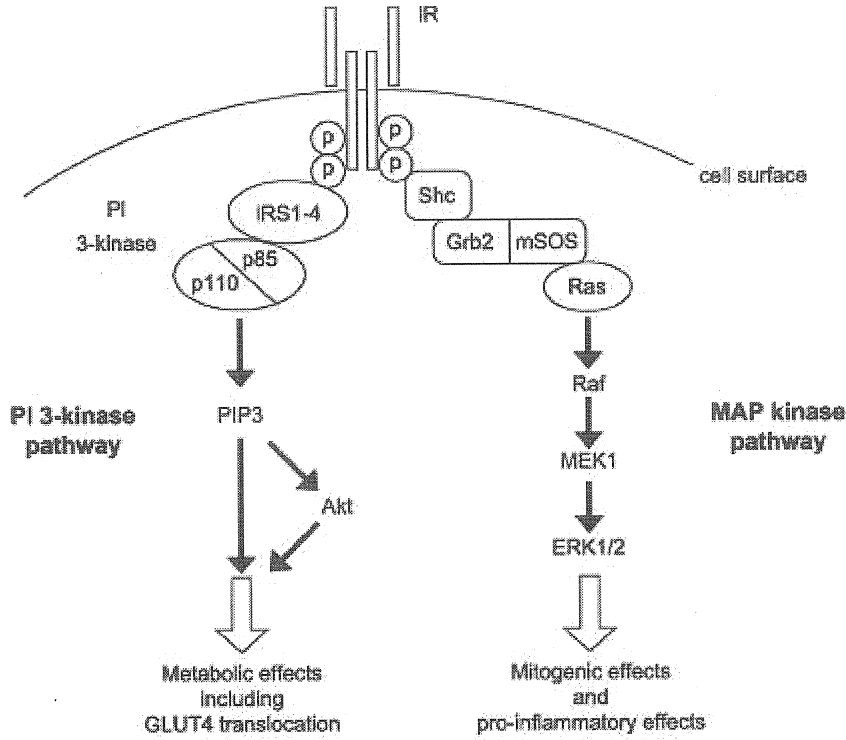 IR
cell surface
P
P
P
P
Shc
IRS1-4
PI
3-kinase
Grb2 mSOS
p85
p110
Ras
Raf
PI 3-kinase
pathway
PIP3
MAP kinase
pathway
MEK1
Akt
ERK1/2
Metabolic effects
including
GLUT4 translocation
Mitogenic effects
and
pro-inflammatory effects